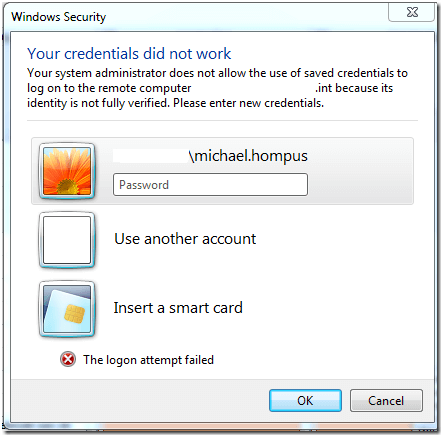 Windows Security
Your credentials did not work
Your system administrator does not allow the use of saved credentials to
log on to the remote computer .int because its
identity is not fully verified. Please enter new credentials.
\michael.hompus
Password
Use another account
Insert a smart card
The logon attempt failed
OK
Cancel